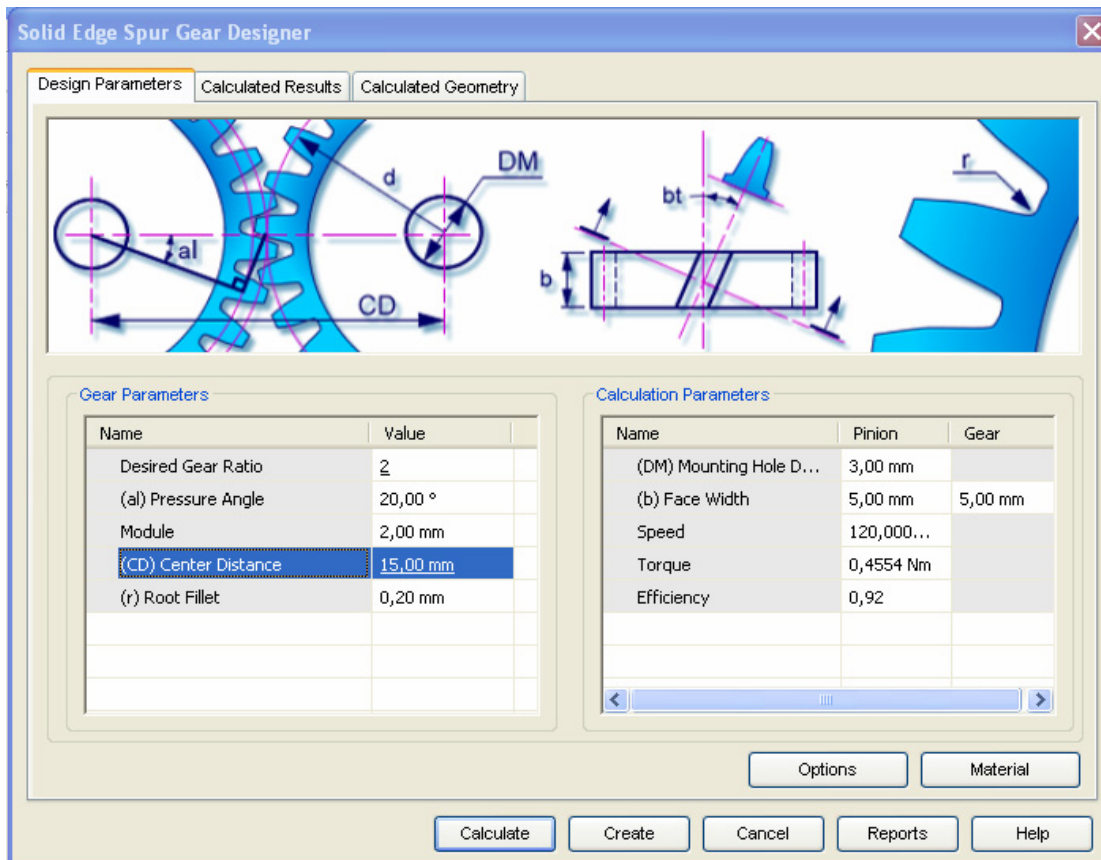 Solid Edge Spur Gear Designer
Design Parameters Calculated Results Calculated Geometry
d DM bt r
al
b
CD
Gear Parameters
Name Value
Desired Gear Ratio 2
(al) Pressure Angle 20,00 °
Module 2,00 mm
(CD) Center Distance 15,00 mm
(r) Root Fillet 0,20 mm
Calculation Parameters
Name Pinion Gear
(DM) Mounting Hole D... 3,00 mm
(b) Face Width 5,00 mm 5,00 mm
Speed 120,000...
Torque 0,4554 Nm
Efficiency 0,92
Options Material
Calculate Create Cancel Reports Help